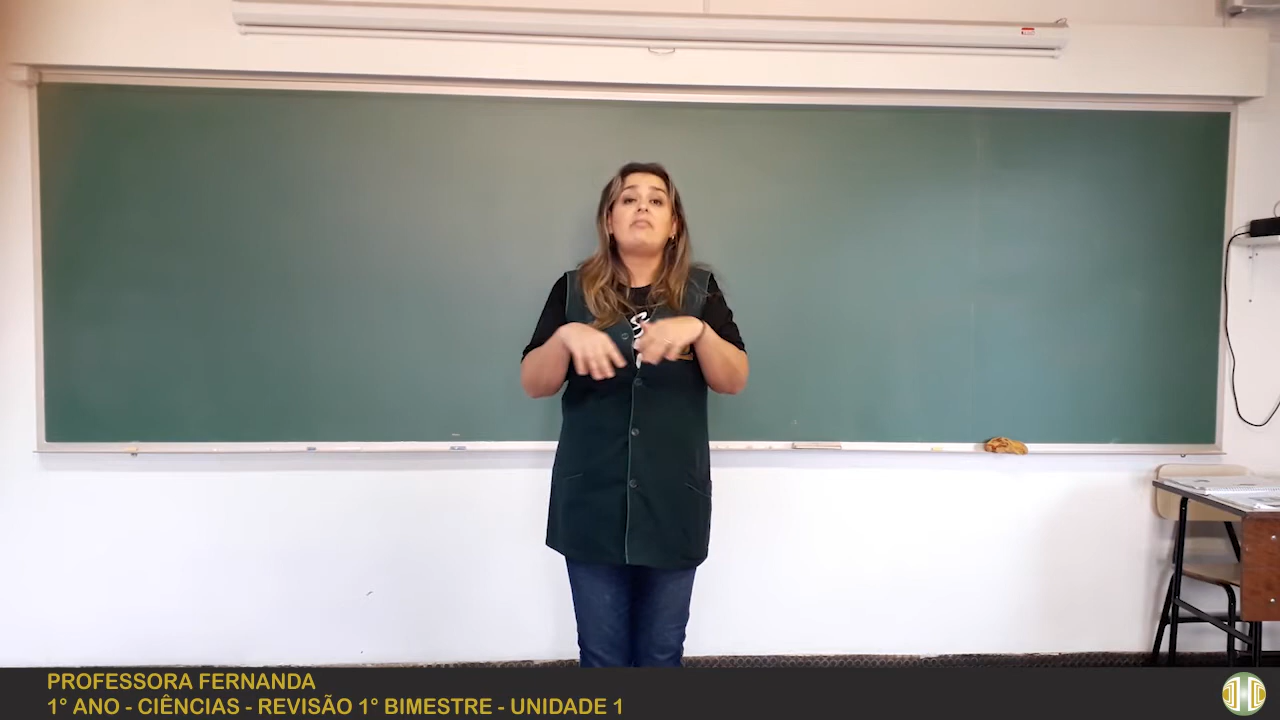 PROFESSORA FERNANDA
1° ANO - CIÊNCIAS - REVISÃO 1° BIMESTRE - UNIDADE 1